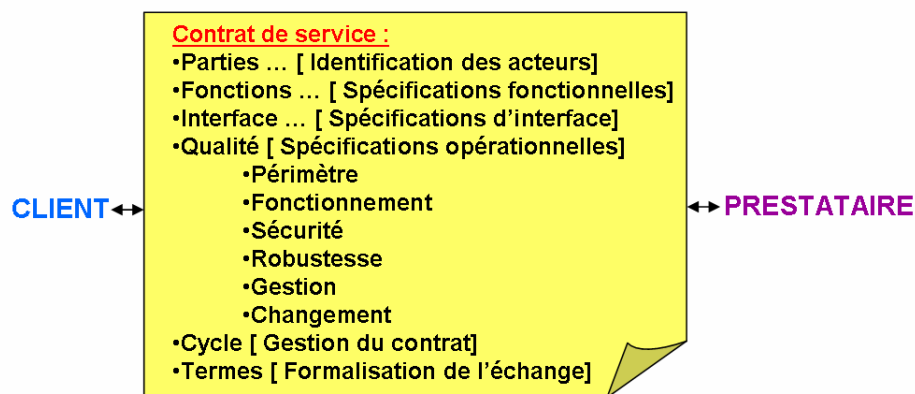 Contrat de service :
•Parties … [ Identification des acteurs]
•Fonctions … [ Spécifications fonctionnelles]
•Interface … [ Spécifications d’interface]
•Qualité [ Spécifications opérationnelles]
•Périmètre
•Fonctionnement
•Sécurité
•Robustesse
•Gestion
•Changement
•Cycle [ Gestion du contrat]
•Termes [ Formalisation de l’échange]
CLIENT
PRESTATAIRE